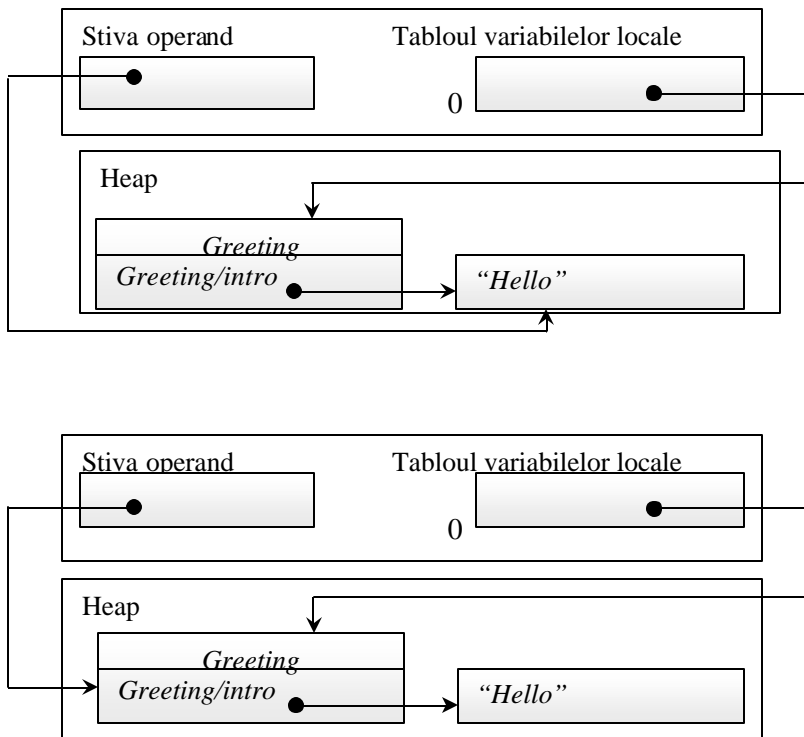 Stiva operand Tabloul variabilelor locale
0
Heap
Greeting
Greeting/intro
“Hello”
Stiva operand Tabloul variabilelor locale
0
Heap
Greeting
Greeting/intro
“Hello”